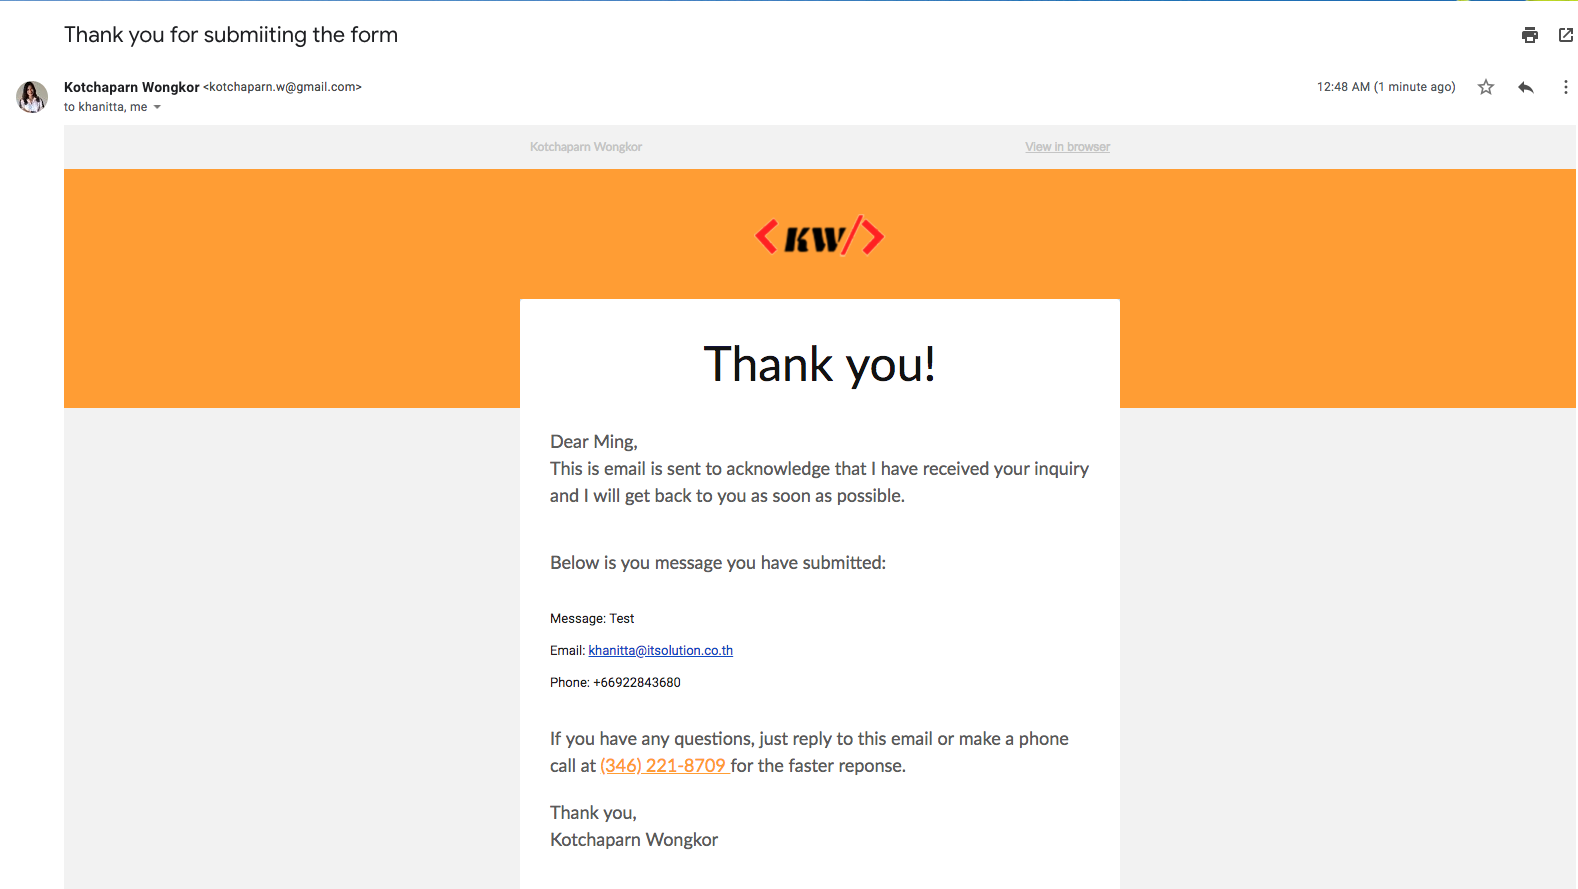 Thank you for submiiting the form
Kotchaparn Wongkor <kotchaparn.w@gmail.com>
12:48 AM (1 minute ago)
to khanitta, me
Kotchaparn Wongkor
View in browser
<KW/>
Thank you!
Dear Ming,
This is email is sent to acknowledge that I have received your inquiry
and I will get back to you as soon as possible.
Below is you message you have submitted:
Message: Test
Email: khanitta@itsolution.co.th
Phone: +66922843680
If you have any questions, just reply to this email or make a phone
call at (346) 221-8709 for the faster reponse.
Thank you,
Kotchaparn Wongkor